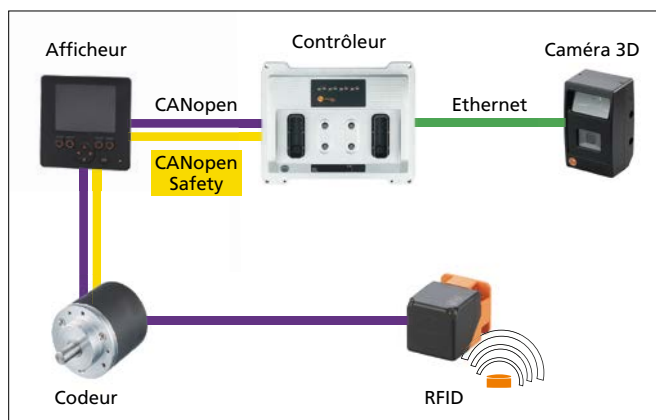 Afficheur
Contrôleur
Caméra 3D
CANopen
Ethernet
CANopen
Safety
Codeur
RFID